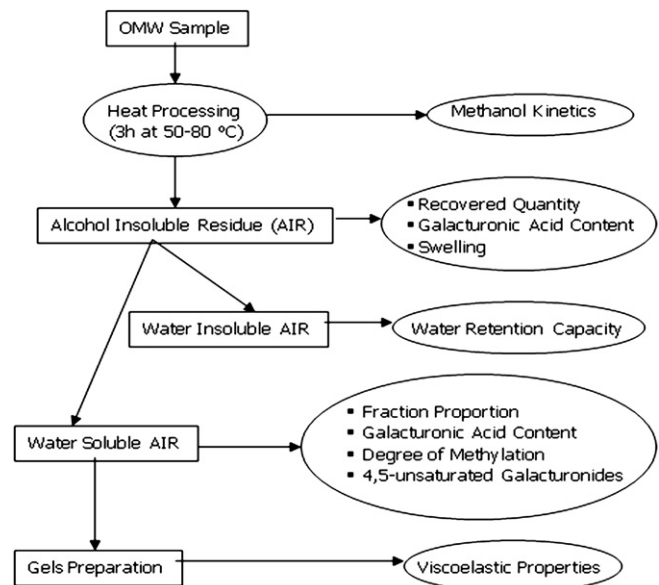 OMW Sample
Heat Processing
(3h at 50-80 ºC)
Methanol Kinetics
Alcohol Insoluble Residue (AIR)
▪ Recovered Quantity
▪ Galacturonic Acid Content
▪ Swelling
Water Insoluble AIR
Water Retention Capacity
Water Soluble AIR
▪ Fraction Proportion
▪ Galacturonic Acid Content
▪ Degree of Methylation
▪ 4,5-unsaturated Galacturonides
Gels Preparation
Viscoelastic Properties